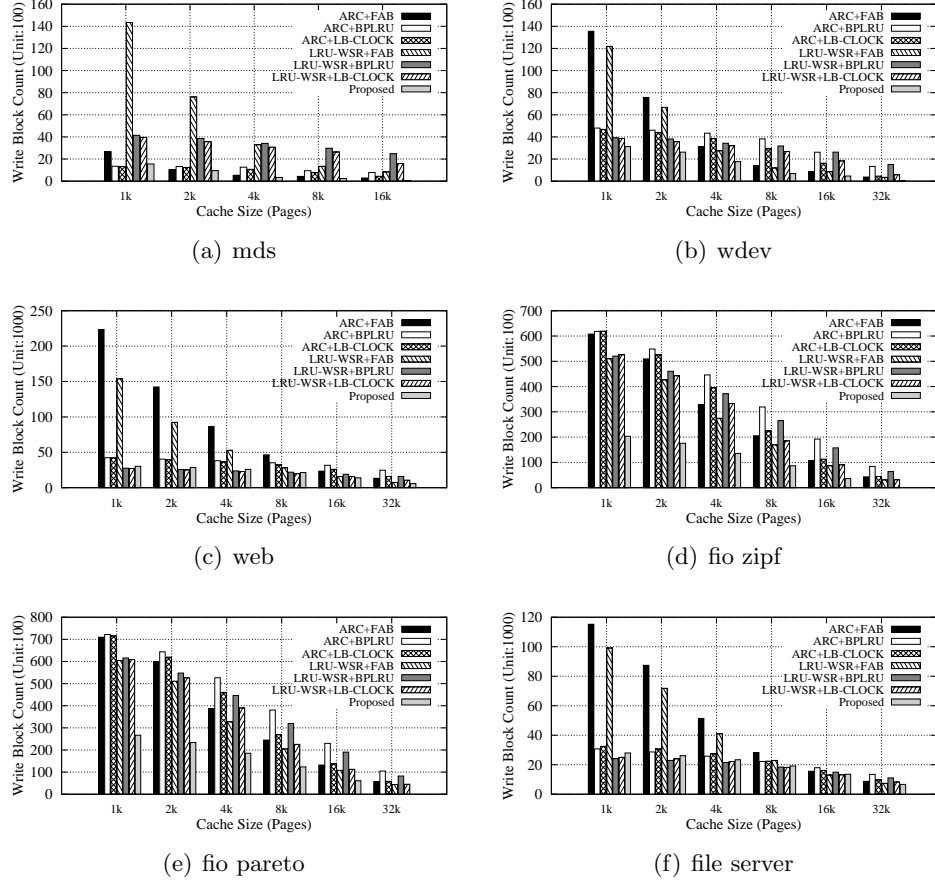 Write Block Count (Unit:100)
160
140
120
100
80
60
40
20
0
ARC+FAB
ARC+BPLRU
ARC+LB-CLOCK
LRU-WSR+FAB
LRU-WSR+BPLRU
LRU-WSR+LB-CLOCK
Proposed
1k 2k 4k 8k 16k
Cache Size (Pages)
(a) mds
Write Block Count (Unit:100)
160
140
120
100
80
60
40
20
0
ARC+FAB
ARC+BPLRU
ARC+LB-CLOCK
LRU-WSR+FAB
LRU-WSR+BPLRU
LRU-WSR+LB-CLOCK
Proposed
1k 2k 4k 8k 16k 32k
Cache Size (Pages)
(b) wdev
Write Block Count (Unit:1000)
250
200
150
100
50
0
ARC+FAB
ARC+BPLRU
ARC+LB-CLOCK
LRU-WSR+FAB
LRU-WSR+BPLRU
LRU-WSR+LB-CLOCK
Proposed
1k 2k 4k 8k 16k 32k
Cache Size (Pages)
(c) web
Write Block Count (Unit:100)
700
600
500
400
300
200
100
0
ARC+FAB
ARC+BPLRU
ARC+LB-CLOCK
LRU-WSR+FAB
LRU-WSR+BPLRU
LRU-WSR+LB-CLOCK
Proposed
1k 2k 4k 8k 16k 32k
Cache Size (Pages)
(d) fio zipf
Write Block Count (Unit:100)
800
700
600
500
400
300
200
100
0
ARC+FAB
ARC+BPLRU
ARC+LB-CLOCK
LRU-WSR+FAB
LRU-WSR+BPLRU
LRU-WSR+LB-CLOCK
Proposed
1k 2k 4k 8k 16k 32k
Cache Size (Pages)
(e) fio pareto
Write Block Count (Unit:1000)
120
100
80
60
40
20
0
ARC+FAB
ARC+BPLRU
ARC+LB-CLOCK
LRU-WSR+FAB
LRU-WSR+BPLRU
LRU-WSR+LB-CLOCK
Proposed
1k 2k 4k 8k 16k 32k
Cache Size (Pages)
(f) file server